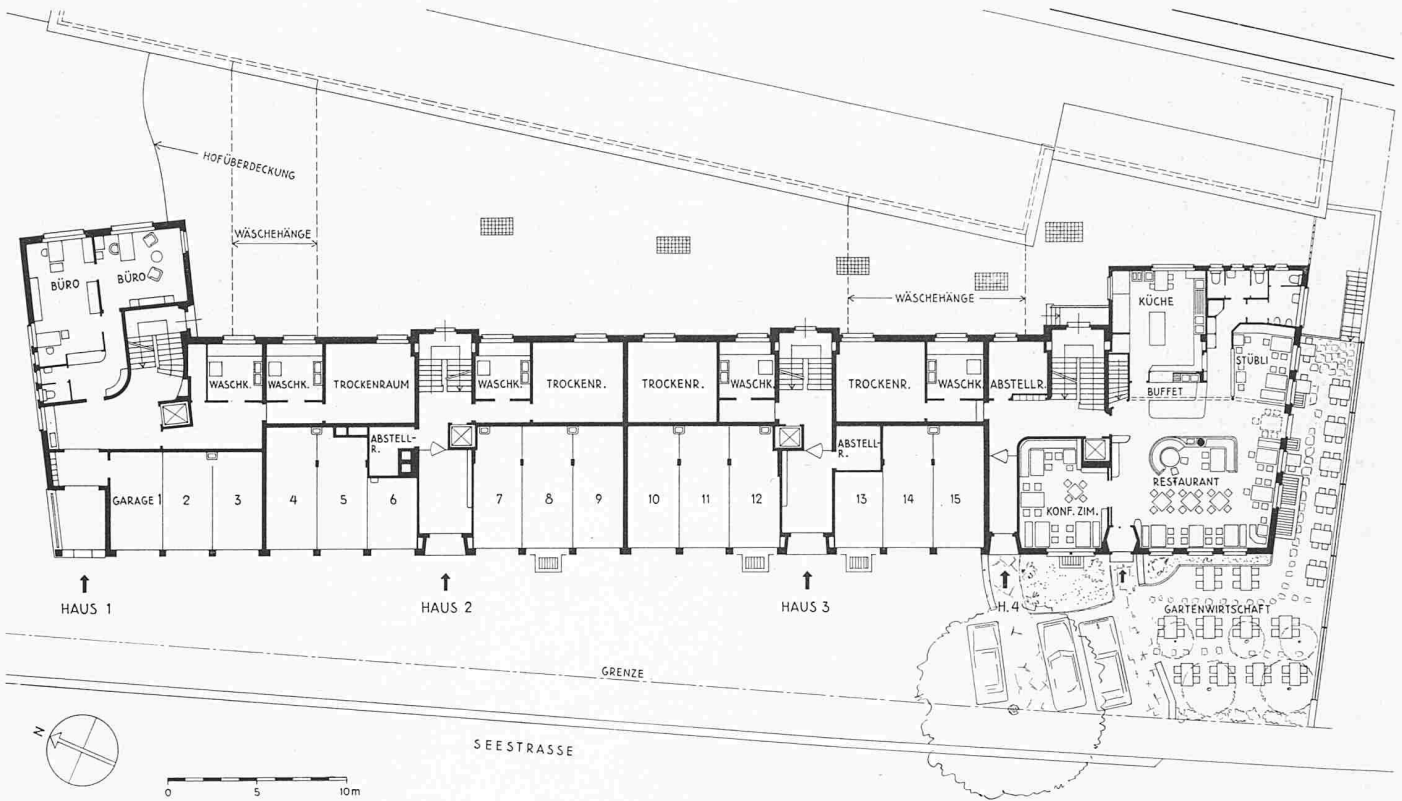 HOFÜBERDECKUNG
WÄSCHEHÄNGE
WÄSCHEHÄNGE
BÜRO
BÜRO
KÜCHE
STÜBLI
BUFFET
WASCHK.
WASCHK.
TROCKENRAUM
WASCHK.
TROCKENR.
TROCKENR.
WASCHK.
TROCKENR.
WASCHK.
ABSTELLR.
ABSTELL-
R.
ABSTELL-
R.
GARAGE 1
2
3
4
5
6
7
8
9
10
11
12
13
14
15
KONF. ZIM.
RESTAURANT
HAUS 1
HAUS 2
HAUS 3
H. 4
GARTENWIRTSCHAFT
GRENZE
SEESTRASSE
N
0 5 10 m